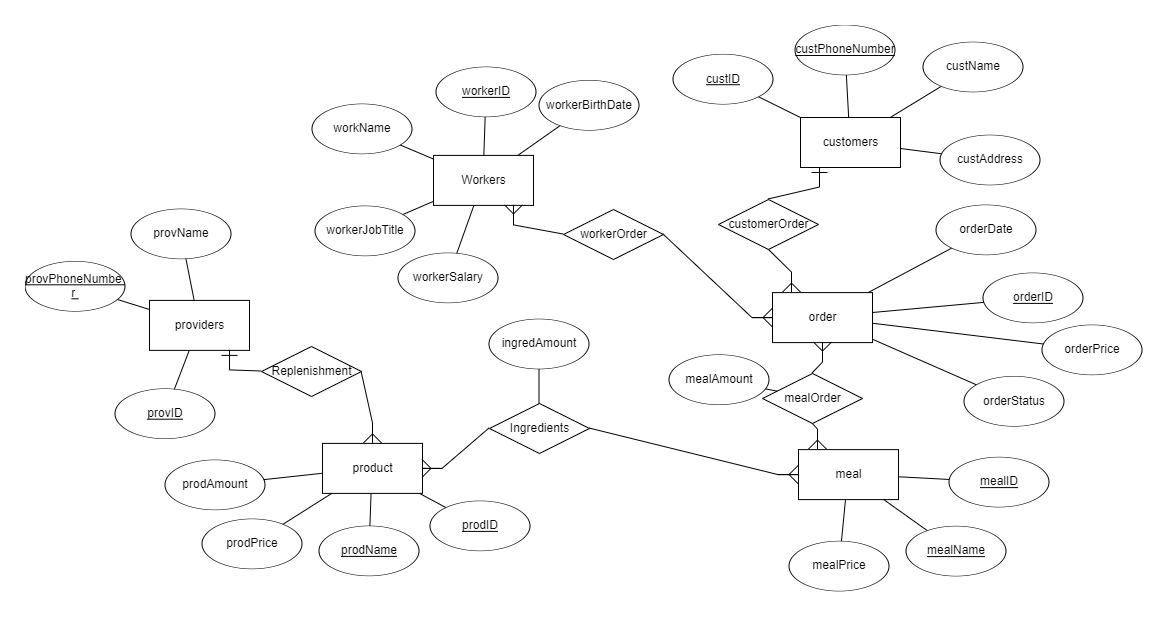 custPhoneNumber
custName
custID
workerID
workerBirthDate
workName
customers
custAddress
Workers
workerJobTitle
workerSalary
workerOrder
customerOrder
orderDate
provName
provPhoneNumbe
r
providers
provID
Replenishment
ingredAmount
order
orderID
orderPrice
orderStatus
mealAmount
mealOrder
Ingredients
product
meal
prodAmount
prodPrice
prodName
prodID
mealID
mealName
mealPrice